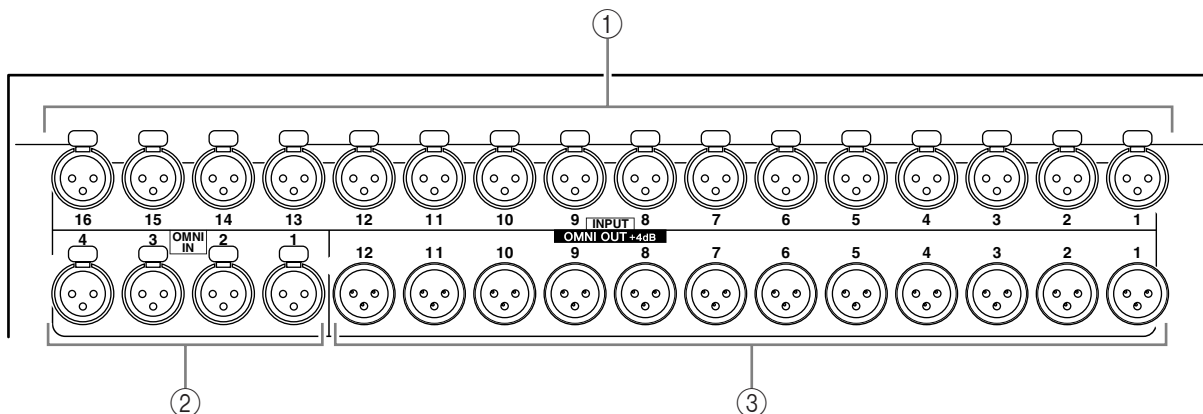 ①
16 15 14 13 12 11 10 9 8 7 6 5 4 3 2 1
INPUT
4 3 OMNI IN 2 1
OMNI OUT +4dB
12 11 10 9 8 7 6 5 4 3 2 1
② ③